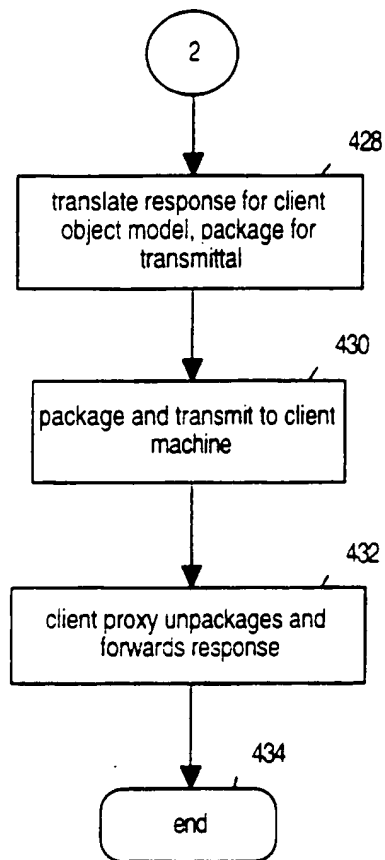 2
428
translate response for client
object model, package for
transmittal
430
package and transmit to client
machine
432
client proxy unpackages and
forwards response
434
end